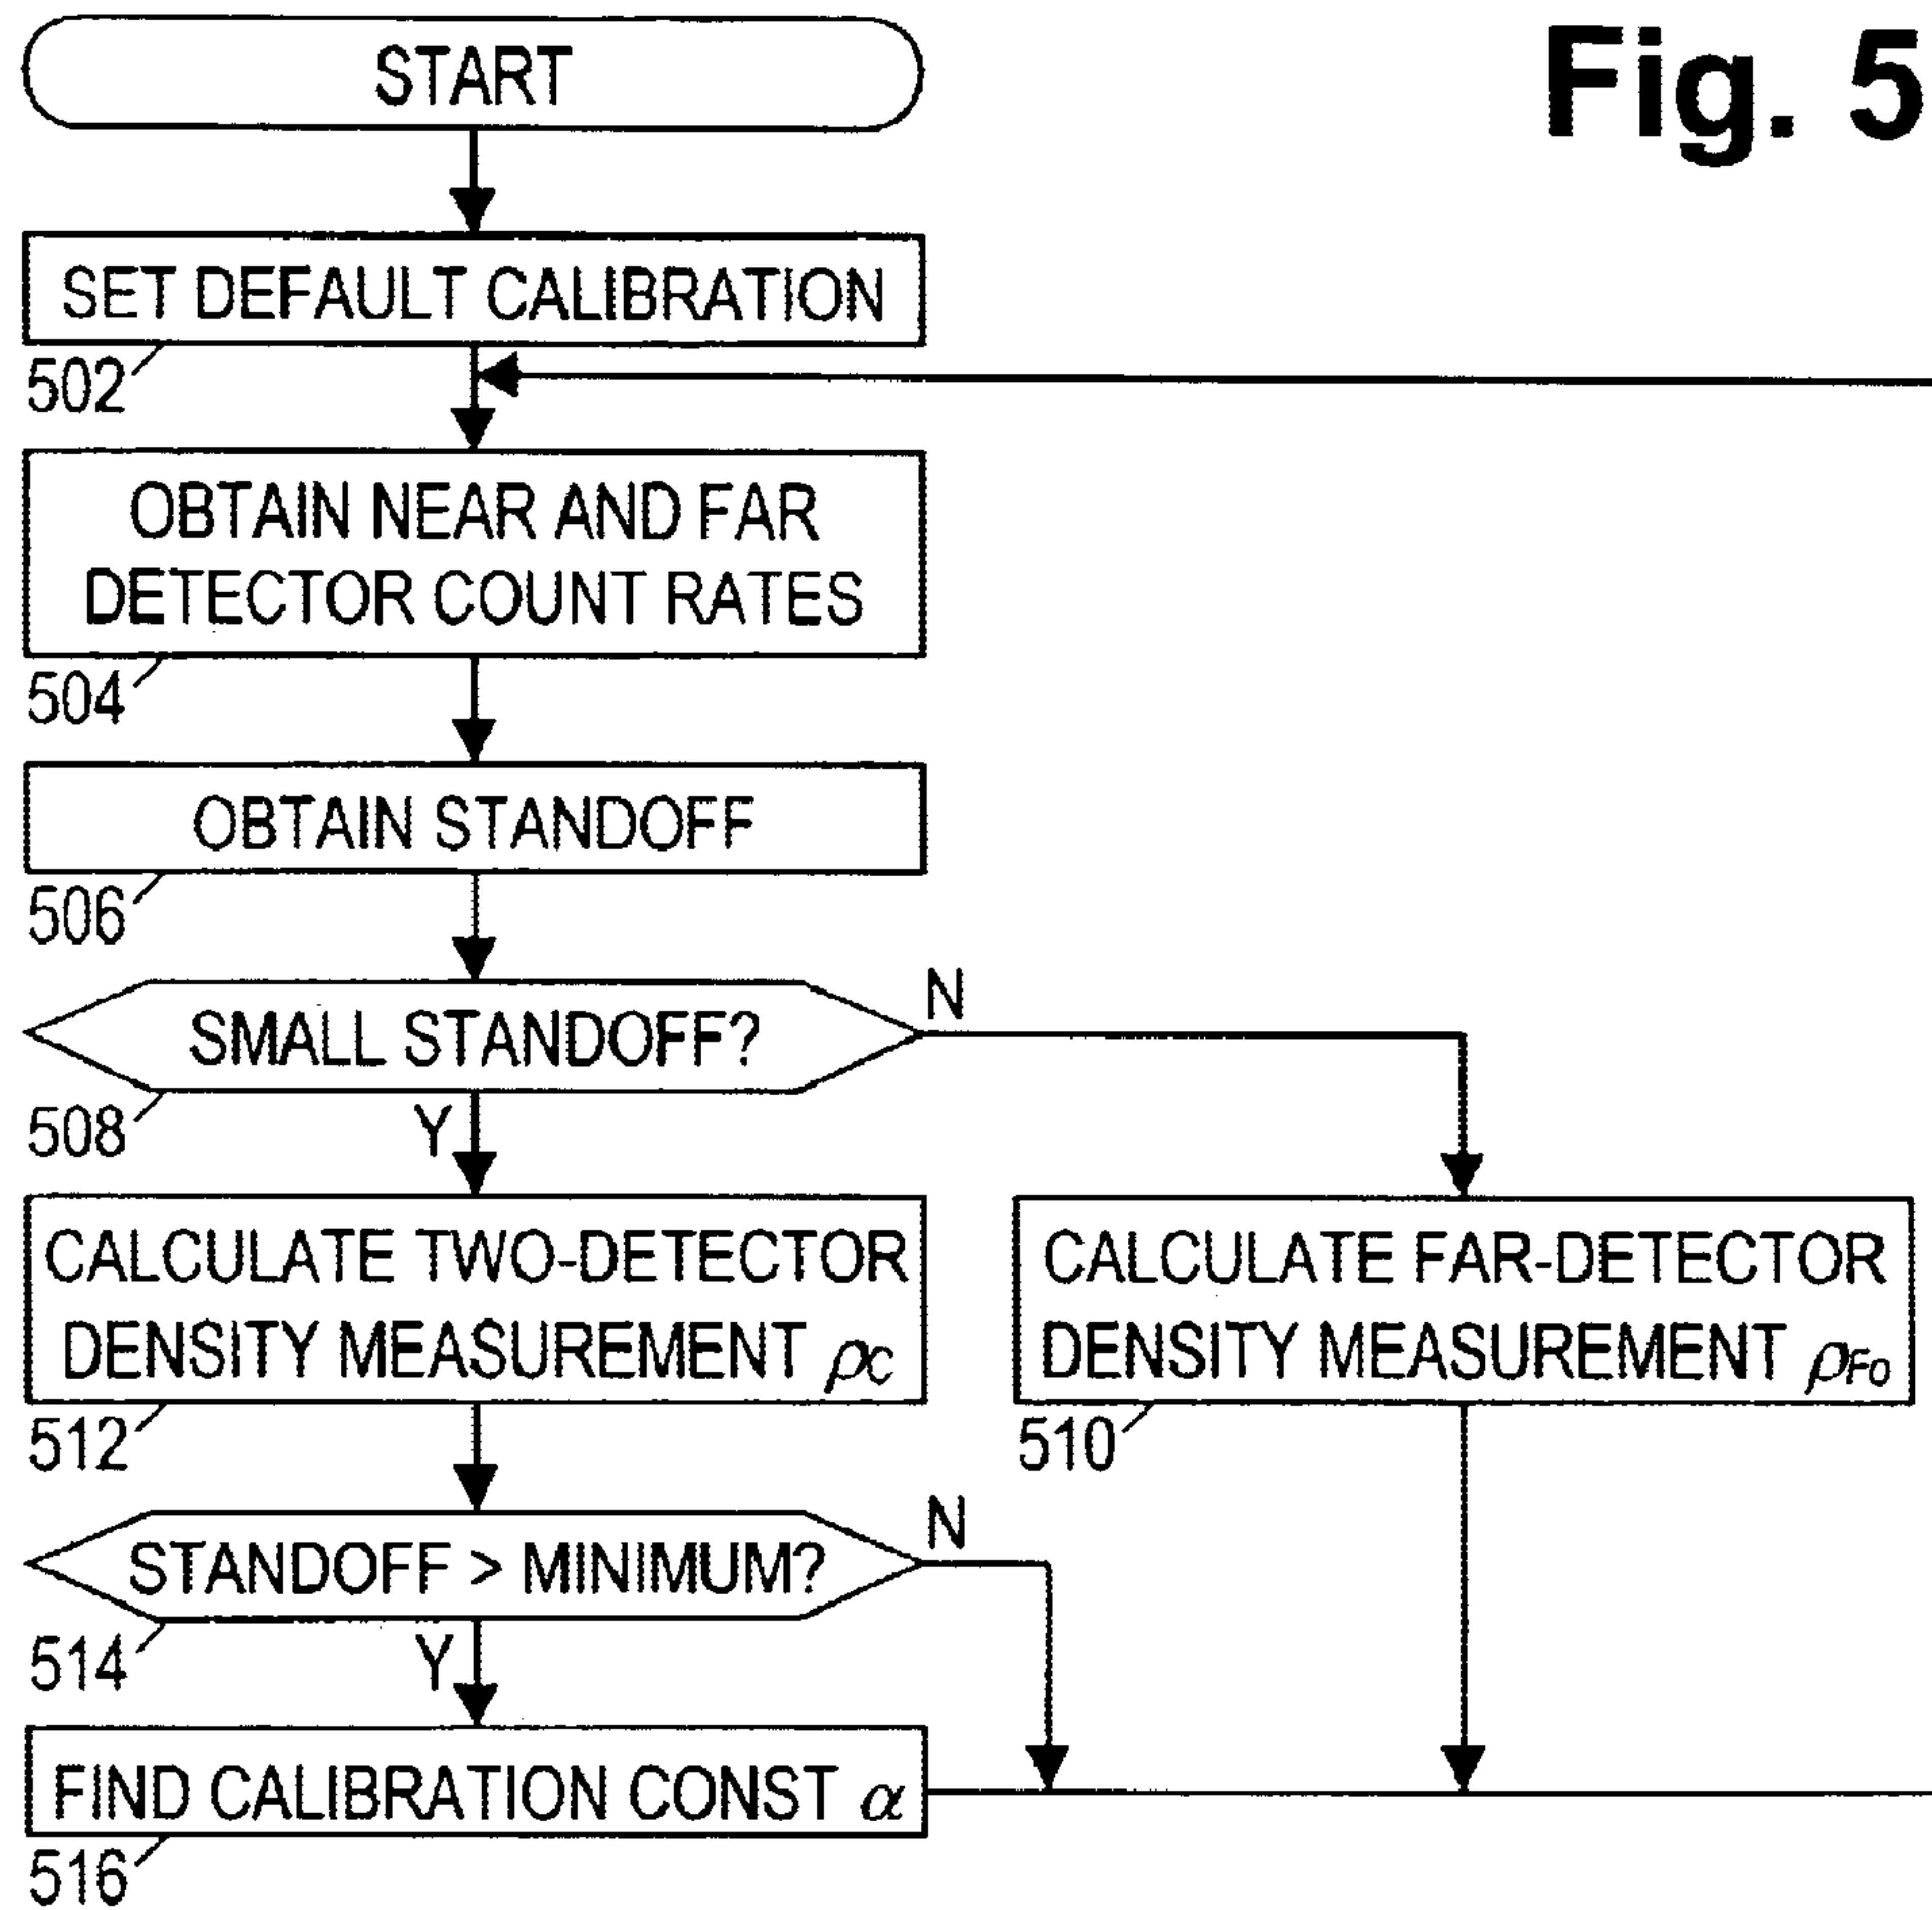 Fig. 5
START
SET DEFAULT CALIBRATION
502
OBTAIN NEAR AND FAR
DETECTOR COUNT RATES
504
OBTAIN STANDOFF
506
SMALL STANDOFF?
N
508
Y
CALCULATE TWO-DETECTOR
DENSITY MEASUREMENT ρC
512
CALCULATE FAR-DETECTOR
DENSITY MEASUREMENT ρFo
510
STANDOFF > MINIMUM?
N
514
Y
FIND CALIBRATION CONST α
516